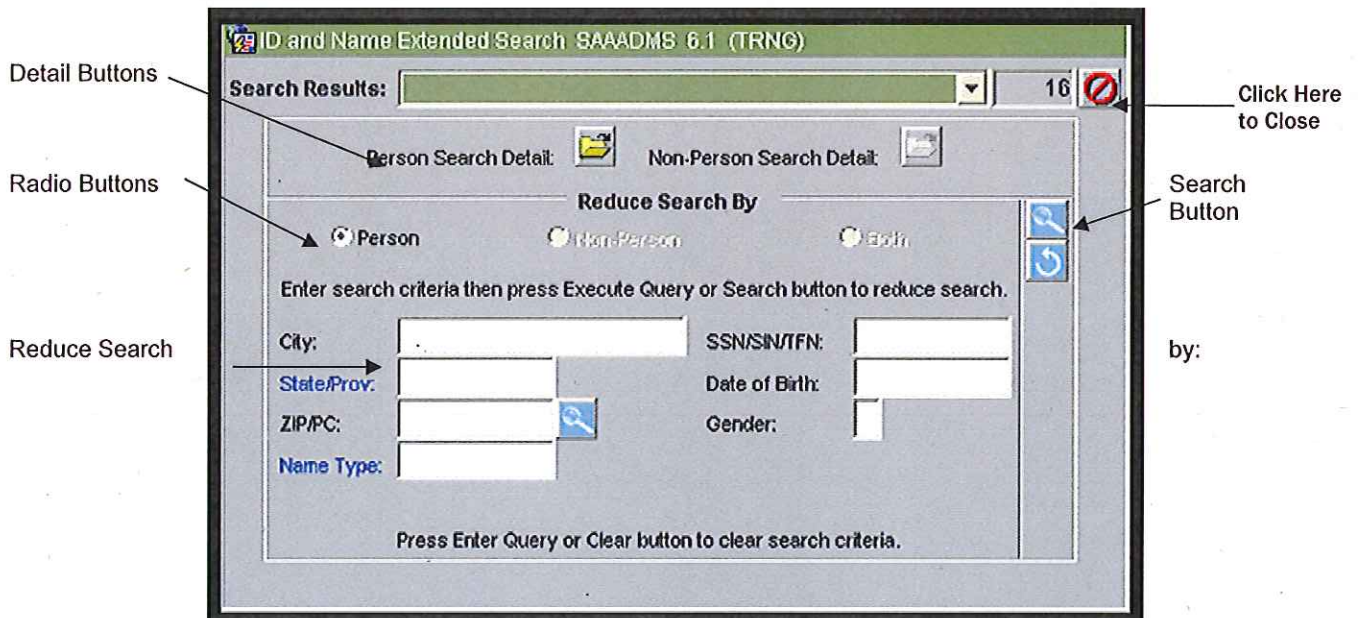 ID and Name Extended Search SAAADMS 6.1 (TRNG)
Detail Buttons
Search Results: 16
Click Here
to Close
Person Search Detail: Non-Person Search Detail:
Radio Buttons
Reduce Search By
Search
Button
Person Non-Person Both
Enter search criteria then press Execute Query or Search button to reduce search.
Reduce Search by:
City: SSN/SIN/TFN:
State/Prov: Date of Birth:
ZIP/PC: Gender:
Name Type:
Press Enter Query or Clear button to clear search criteria.